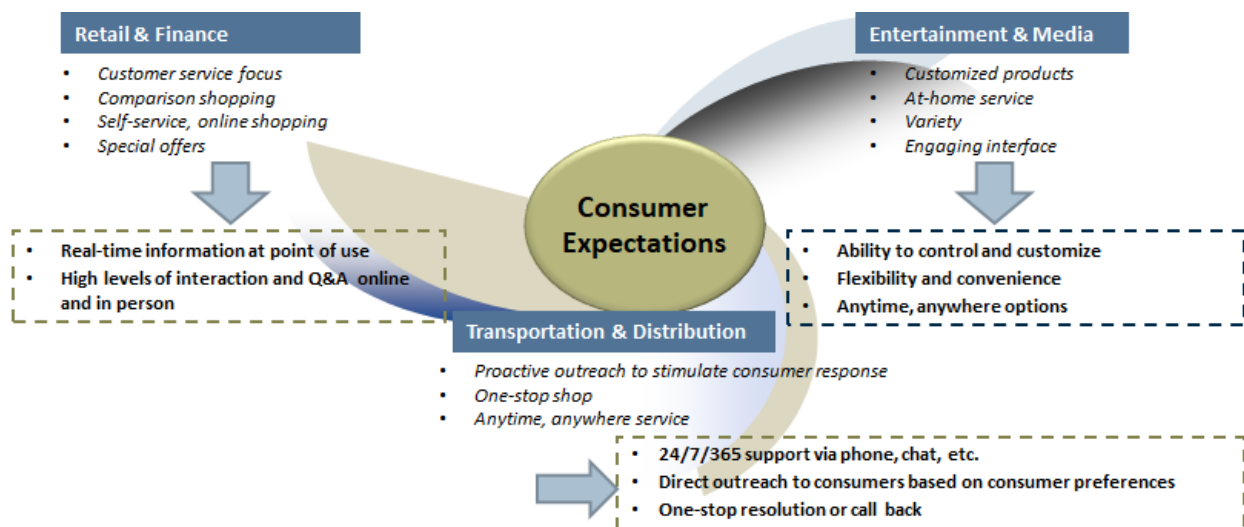 Retail & Finance
• Customer service focus
• Comparison shopping
• Self-service, online shopping
• Special offers
• Real-time information at point of use
• High levels of interaction and Q&A online
and in person
Entertainment & Media
• Customized products
• At-home service
• Variety
• Engaging interface
• Ability to control and customize
• Flexibility and convenience
• Anytime, anywhere options
Consumer
Expectations
Transportation & Distribution
• Proactive outreach to stimulate consumer response
• One-stop shop
• Anytime, anywhere service
• 24/7/365 support via phone, chat, etc.
• Direct outreach to consumers based on consumer preferences
• One-stop resolution or call back